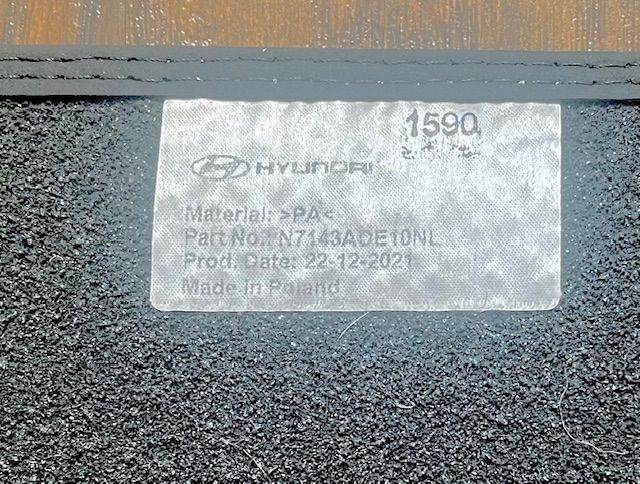 1590
HYUNDAI
Material: >PA<
Part No.: N7143ADE10NL
Prod. Date: 22-12-2021
Made in Poland